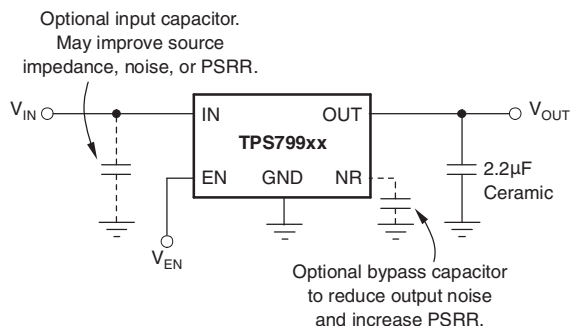 Optional input capacitor.
May improve source
impedance, noise, or PSRR.
V_IN
IN
OUT
V_OUT
TPS799xx
EN
GND
NR
2.2µF
Ceramic
V_EN
Optional bypass capacitor
to reduce output noise
and increase PSRR.